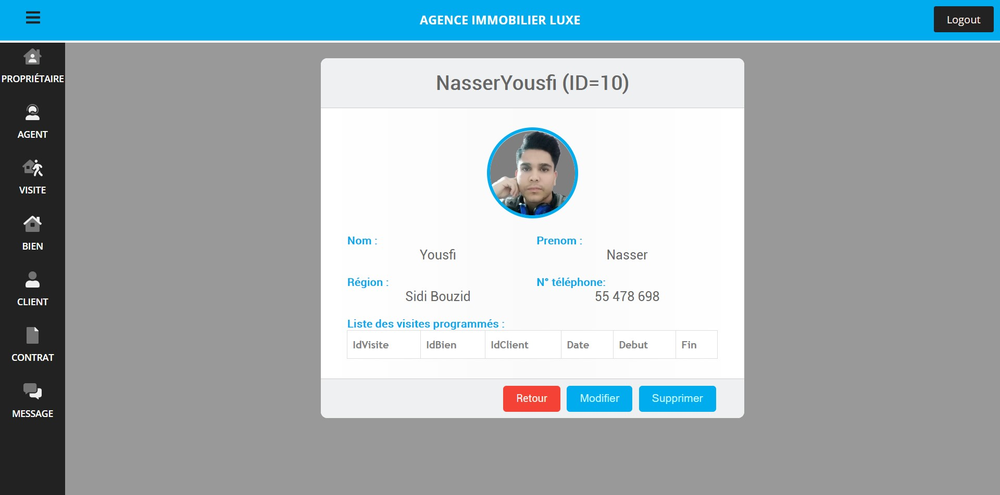 AGENCE IMMOBILIER LUXE
Logout
PROPRIÉTAIRE
AGENT
VISITE
BIEN
CLIENT
CONTRAT
MESSAGE
NasserYousfi (ID=10)
Nom :
Yousfi
Prenom :
Nasser
Région :
Sidi Bouzid
N° téléphone:
55 478 698
Liste des visites programmés :
IdVisite IdBien IdClient Date Debut Fin
Retour Modifier Supprimer